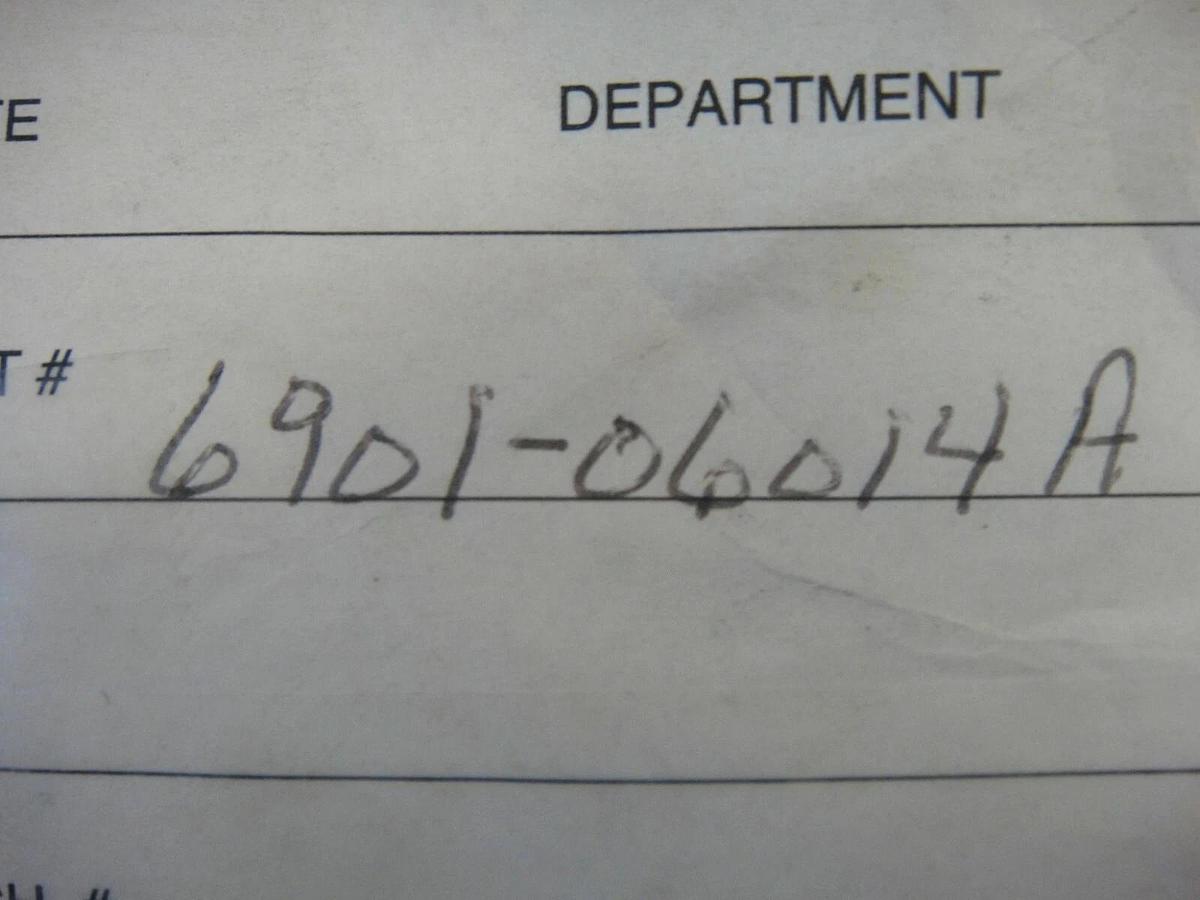 TE DEPARTMENT
T # 6901-06014A
#